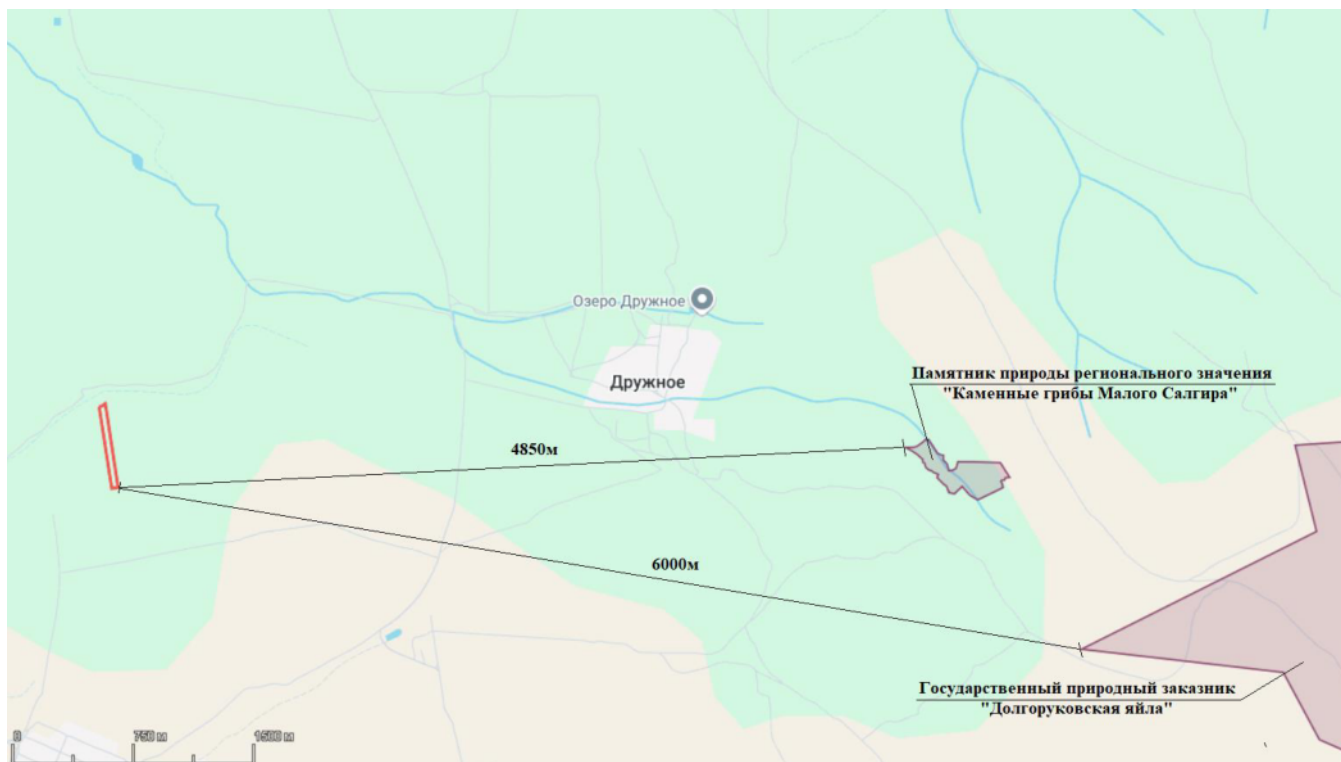 Озеро Дружное
Дружное
Памятник природы регионального значения
"Каменные грибы Малого Салгира"
4850м
6000м
Государственный природный заказник
"Долгоруковская яйла"
0
750 м
1500 м